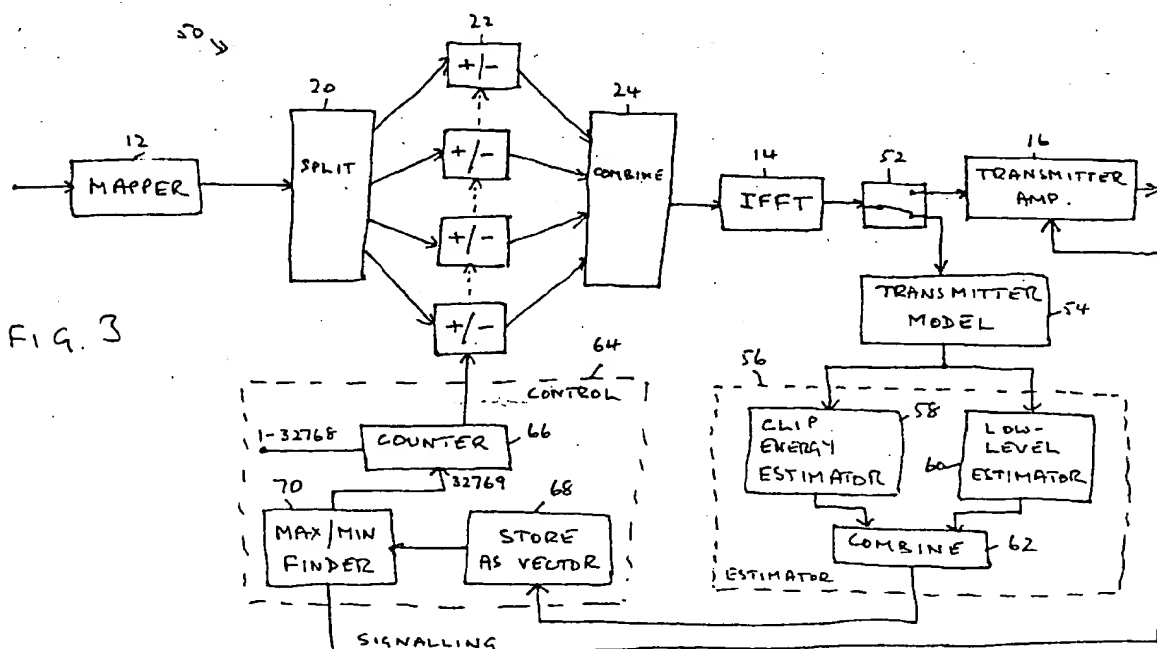 50
22
+/-
20
24
12
MAPPER
SPLIT
+/-
+/-
+/-
COMBINE
14
IFFT
52
16
TRANSMITTER
AMP.
TRANSMITTER
MODEL
54
FIG. 3
64
CONTROL
1-32768
COUNTER
66
32769
70
MAX/MIN
FINDER
68
STORE
AS VECTOR
56
CLIP
ENERGY
ESTIMATOR
58
LOW-
LEVEL
ESTIMATOR
60
COMBINE
62
ESTIMATOR
SIGNALLING